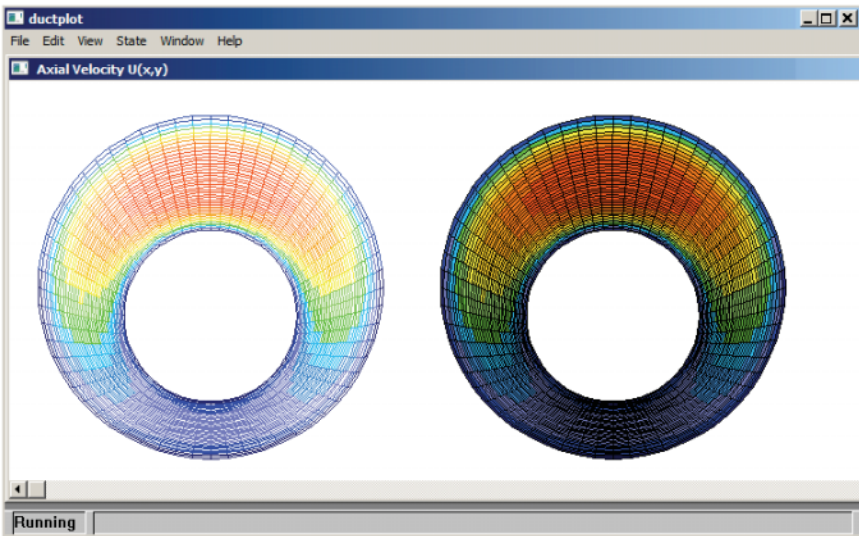 ductplot
File Edit View State Window Help
Axial Velocity U(x,y)
Running